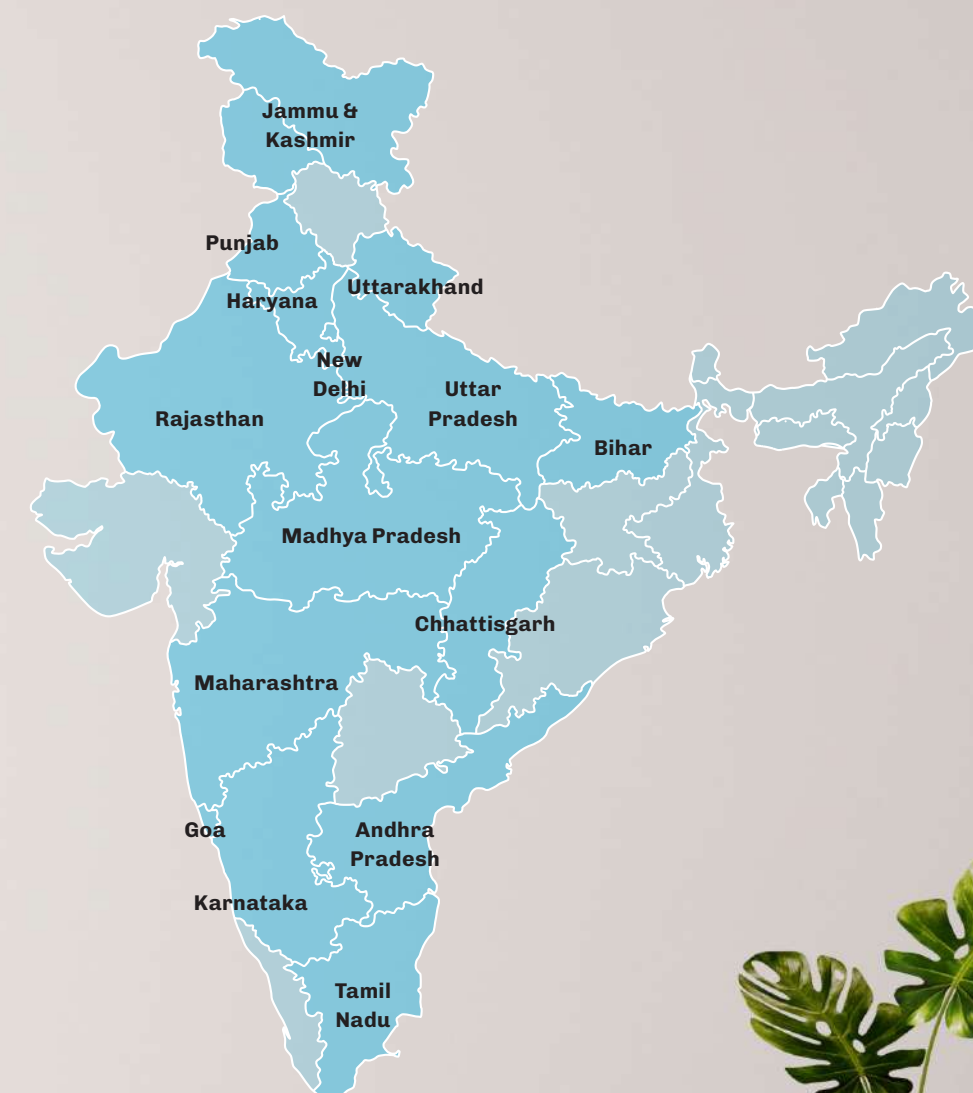 Jammu &
Kashmir
Punjab
Uttarakhand
Haryana
New
Delhi
Uttar
Pradesh
Rajasthan
Bihar
Madhya Pradesh
Chhattisgarh
Maharashtra
Goa
Andhra
Pradesh
Karnataka
Tamil
Nadu